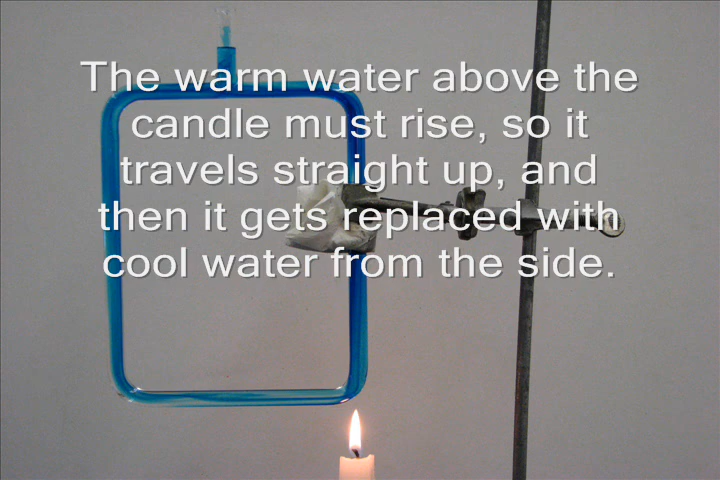 The warm water above the
candle must rise, so it
travels straight up, and
then it gets replaced with
cool water from the side.